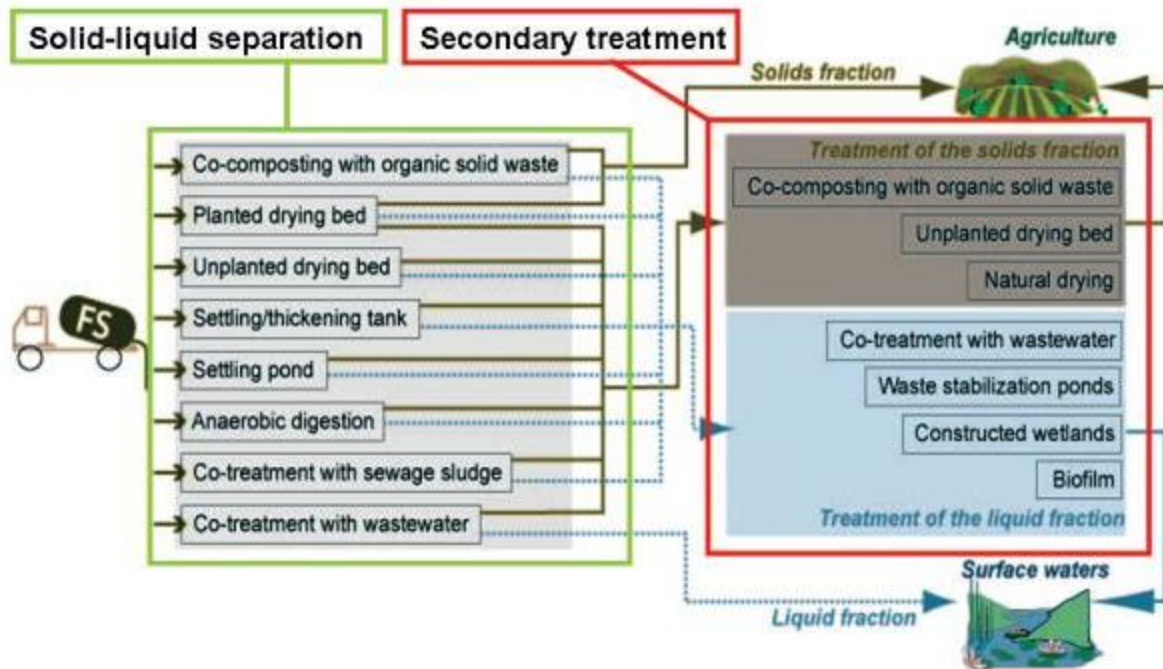 Solid-liquid separation
Secondary treatment
Agriculture
Solids fraction
Co-composting with organic solid waste
Planted drying bed
Unplanted drying bed
Settling/thickening tank
Settling pond
Anaerobic digestion
Co-treatment with sewage sludge
Co-treatment with wastewater
FS
Treatment of the solids fraction
Co-composting with organic solid waste
Unplanted drying bed
Natural drying
Co-treatment with wastewater
Waste stabilization ponds
Constructed wetlands
Biofilm
Treatment of the liquid fraction
Surface waters
Liquid fraction